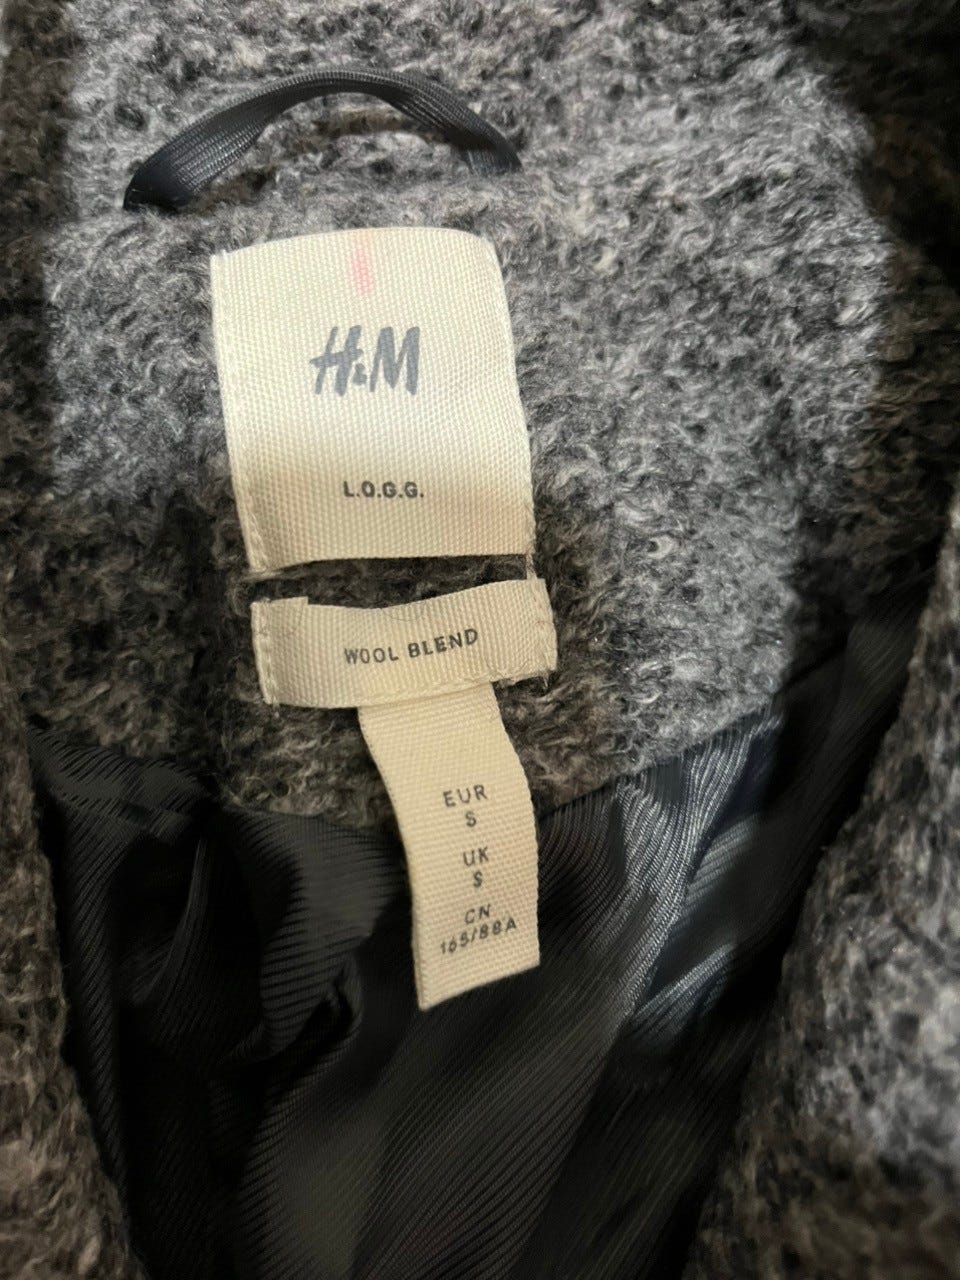 H&M
L.O.G.G.
WOOL BLEND
EUR
S
UK
S
CN
165/88A